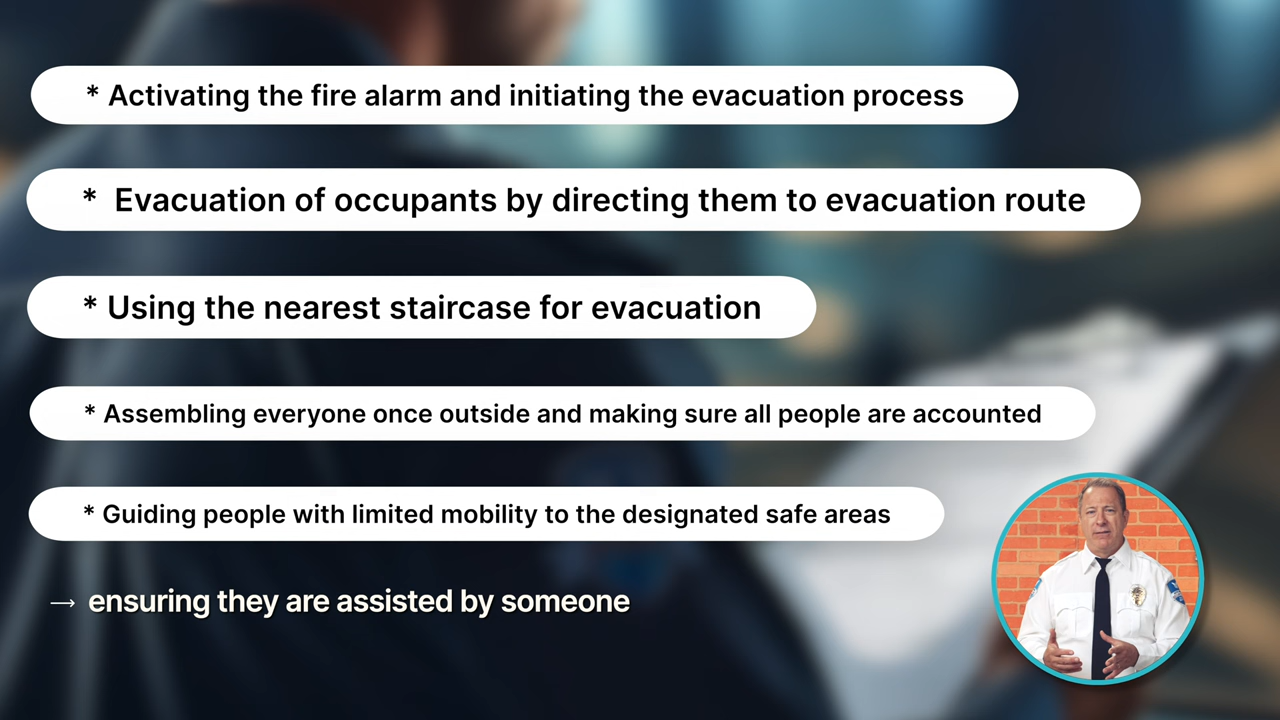 * Activating the fire alarm and initiating the evacuation process
* Evacuation of occupants by directing them to evacuation route
* Using the nearest staircase for evacuation
* Assembling everyone once outside and making sure all people are accounted
* Guiding people with limited mobility to the designated safe areas
→ ensuring they are assisted by someone